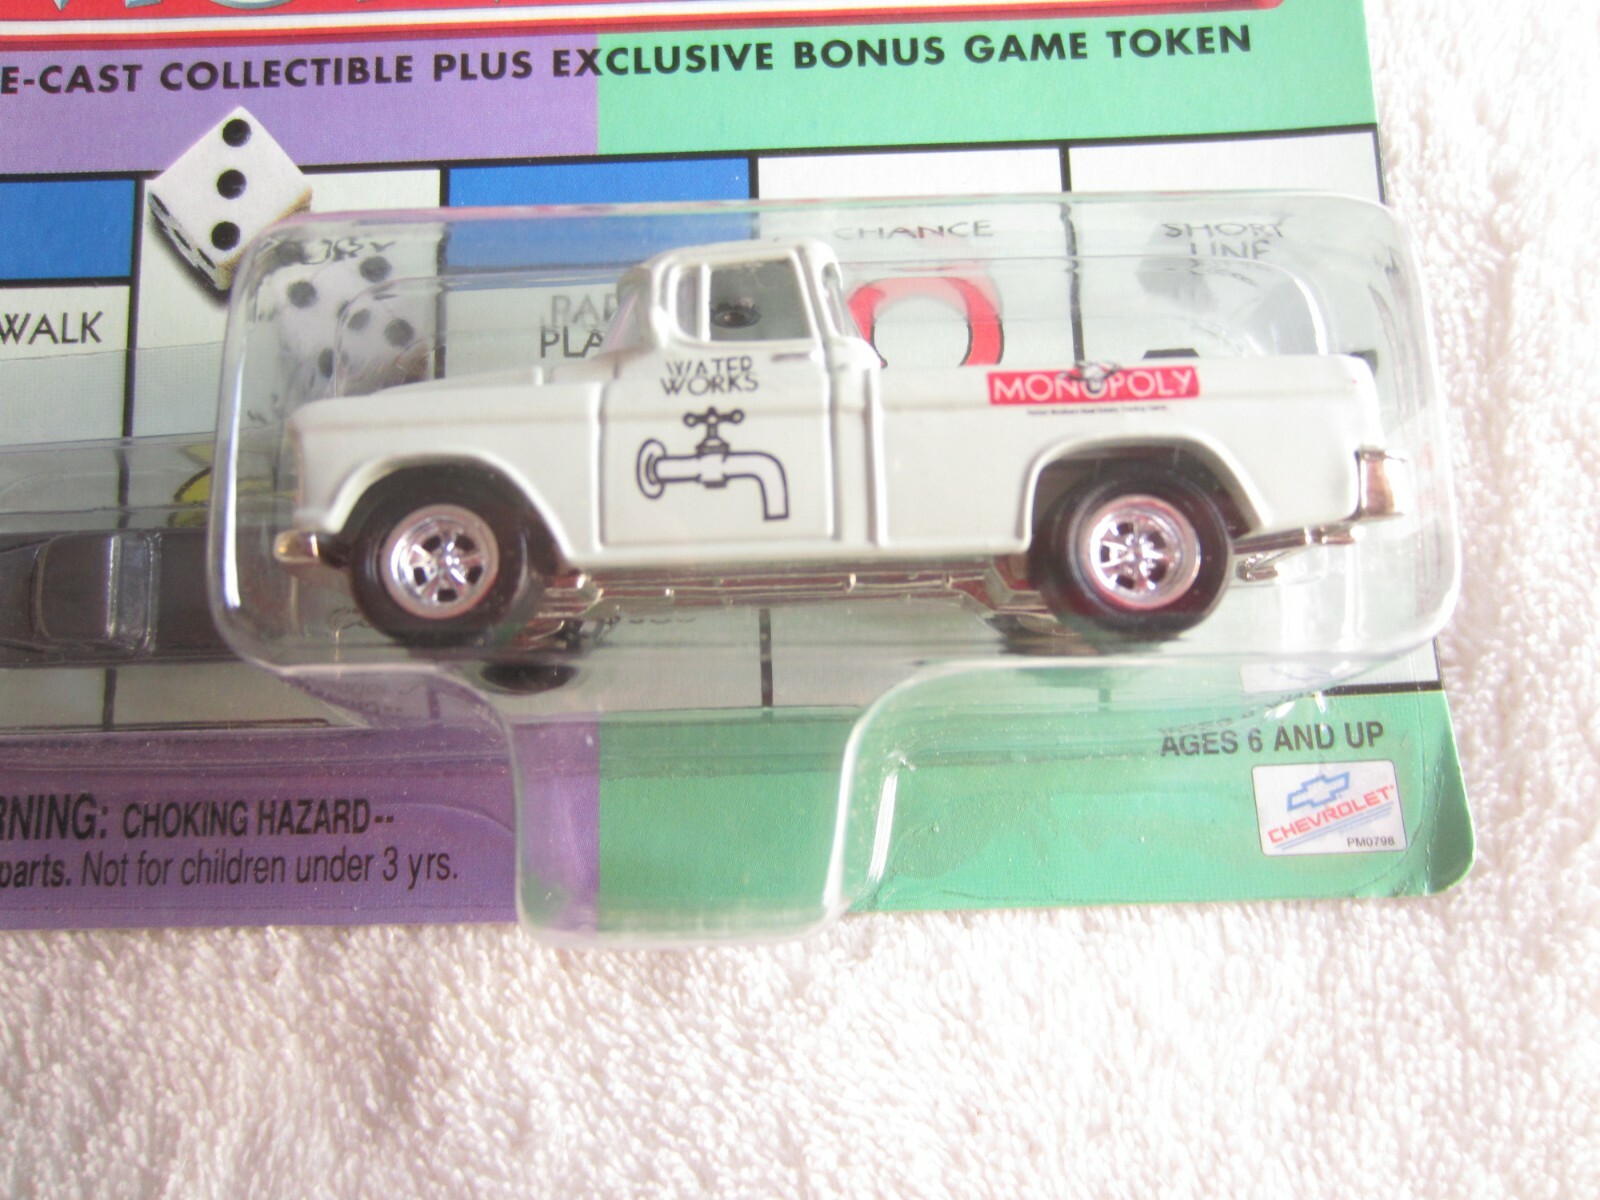 E-CAST COLLECTIBLE PLUS EXCLUSIVE BONUS GAME TOKEN
CHANCE
SHORT
LINE
WALK
PLA
WATER
WORKS
MONOPOLY
AGES 6 AND UP
RNING: CHOKING HAZARD--
parts. Not for children under 3 yrs.
CHEVROLET
PM0798